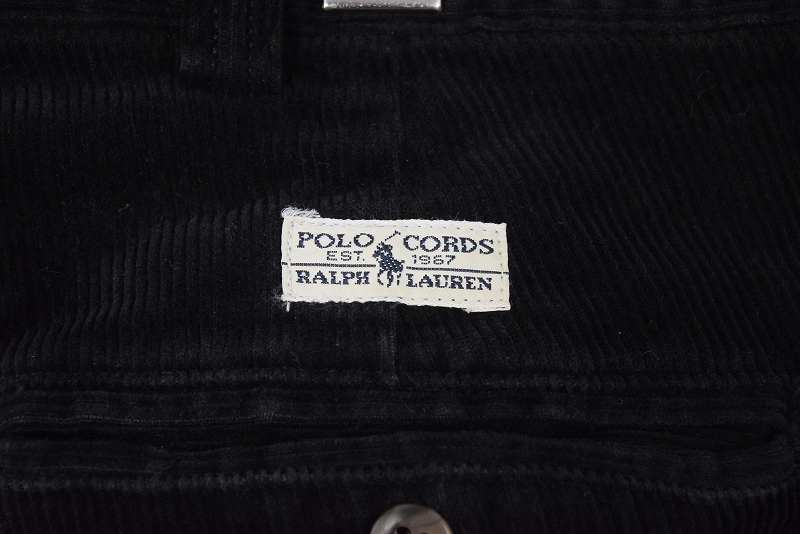 POLO CORDS
EST. 1967
RALPH LAUREN